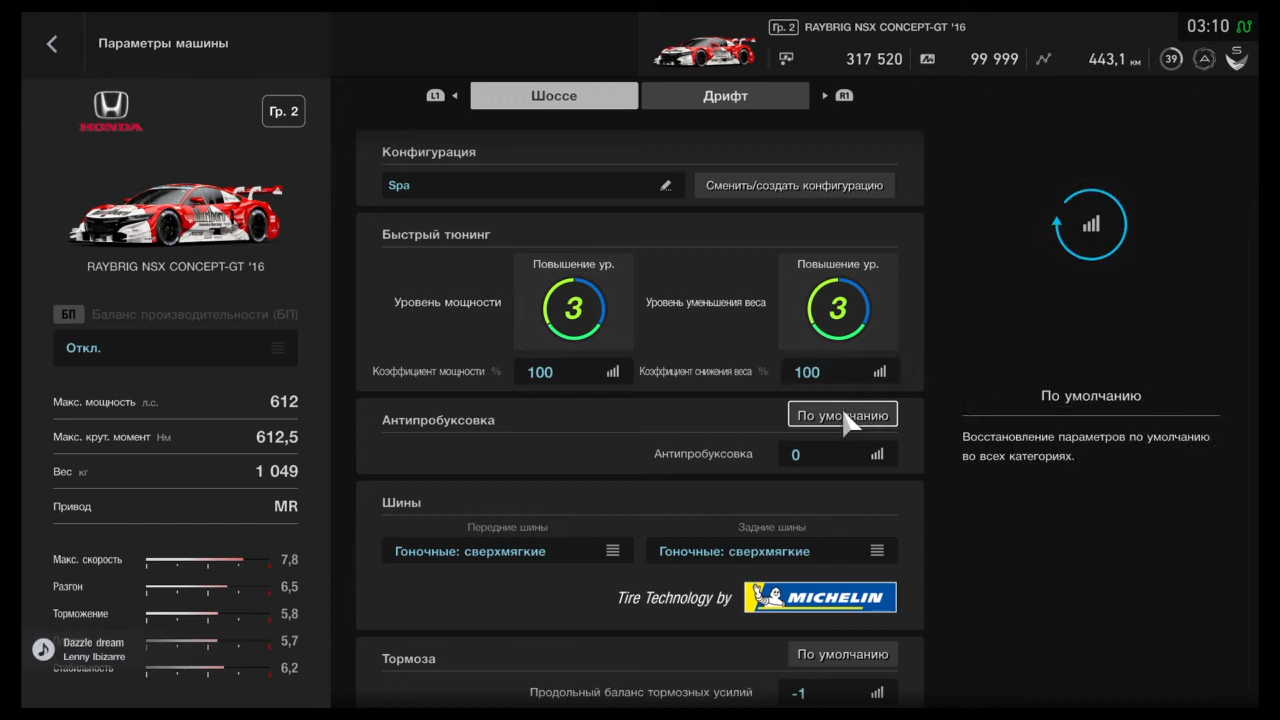 Параметры машины
Гр. 2
RAYBRIG NSX CONCEPT-GT '16
03:10
317 520
99 999
443,1 км
39
S
HONDA
Гр. 2
Marlboro
RAYBRIG NSX CONCEPT-GT '16
БП
Баланс производительности (БП)
Откл.
Макс. мощность л.с.
612
Макс. крут. момент Нм
612,5
Вес кг
1 049
Привод
MR
Макс. скорость
7,8
Разгон
6,5
Торможение
5,8
5,7
Стабильность
6,2
Dazzle dream
Lenny Ibizarre
L1
Шоссе
Дрифт
R1
Конфигурация
Spa
Сменить/создать конфигурацию
Быстрый тюнинг
Повышение ур.
Повышение ур.
Уровень мощности
3
Уровень уменьшения веса
3
Коэффициент мощности %
100
Коэффициент снижения веса %
100
Антипробуксовка
По умолчанию
Антипробуксовка
0
Шины
Передние шины
Задние шины
Гоночные: сверхмягкие
Гоночные: сверхмягкие
Tire Technology by
MICHELIN
Тормоза
По умолчанию
Продольный баланс тормозных усилий
-1
По умолчанию
Восстановление параметров по умолчанию
во всех категориях.